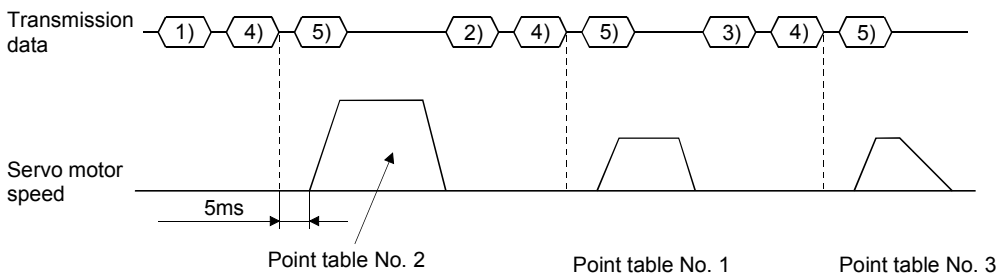 Transmission
data
1) 4) 5) 2) 4) 5) 3) 4) 5)
Servo motor
speed
5ms
Point table No. 2
Point table No. 1
Point table No. 3